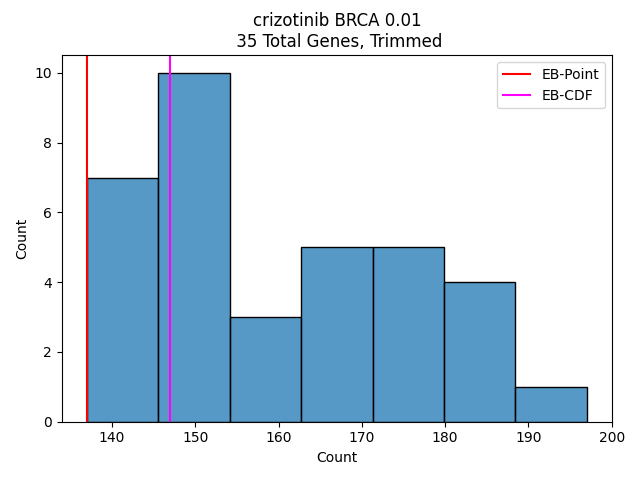 crizotinib BRCA 0.01
35 Total Genes, Trimmed
EB-Point
EB-CDF
Count
10
8
6
4
2
0
140 150 160 170 180 190 200
Count